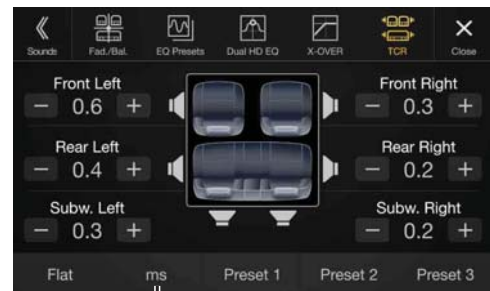 Sounds Fad./Bal. EQ Presets Dual HD EQ X-OVER TCR Close
Front Left Front Right
− 0.6 + − 0.3 +
Rear Left Rear Right
− 0.4 + − 0.2 +
Subw. Left Subw. Right
− 0.3 + − 0.2 +
Flat ms Preset 1 Preset 2 Preset 3